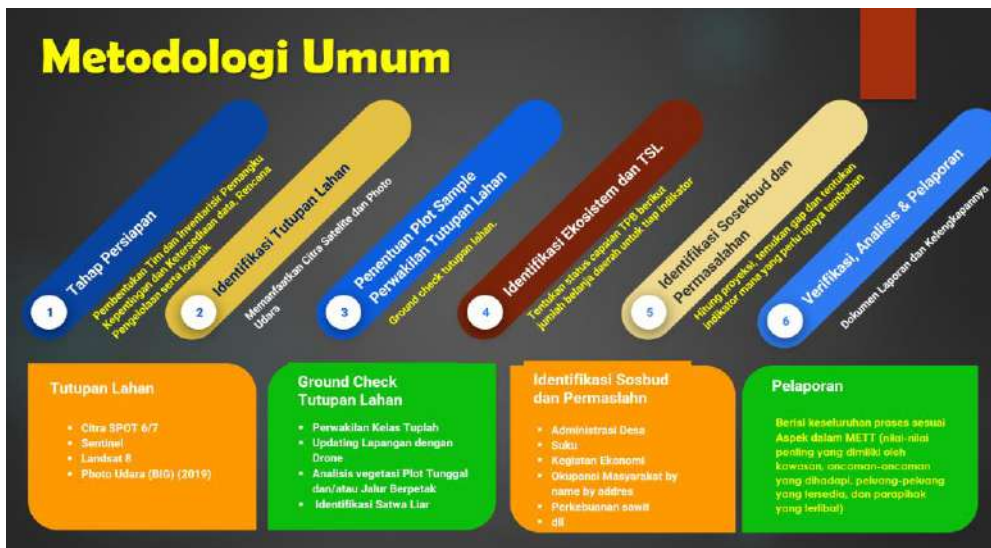 Metodologi Umum
Tahap Persiapan
Pembentukan Tim dan Inventarisir Pemangku
Kepentingan dan Ketersediaan data, Rencana
Pengelolaan serta logistik
1
Identifikasi Tutupan Lahan
Memanfaatkan Citra Satelite dan Photo
Udara
2
Penentuan Plot Sample
Perwakilan Tutupan Lahan
Ground check tutupan lahan.
3
Identifikasi Ekosistem dan TSL
Tentukan status capaian TPB berikut
jumlah belanja daerah untuk tiap indikator
4
Identifikasi Sosekbud dan
Permasalahan
Hitung proyeksi, temukan gap dan tentukan
indikator mana yang perlu upaya tambahan
5
Verifikasi, Analisis & Pelaporan
Dokumen Laporan dan Kelengkapannya
6
Tutupan Lahan
• Citra SPOT 6/7
• Sentinel
• Landsat 8
• Photo Udara (BIG) (2019)
Ground Check
Tutupan Lahan
• Perwakilan Kelas Tuplah
• Updating Lapangan dengan
Drone
• Analisis vegetasi Plot Tunggal
dan/atau Jalur Berpetak
• Identifikasi Satwa Liar
Identifikasi Sosbud
dan Permaslahn
• Administrasi Desa
• Suku
• Kegiatan Ekonomi
• Okupansi Masyarakat by
name by addres
• Perkebunan sawit
• dll
Pelaporan
Berisi keseluruhan proses sesuai
Aspek dalam METT (nilai-nilai
penting yang dimiliki oleh
kawasan, ancaman-ancaman
yang dihadapi, peluang-peluang
yang tersedia, dan parapihak
yang terlibat)